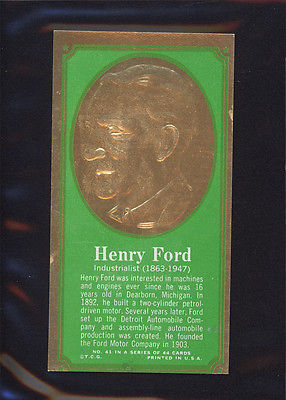 Henry Ford
Industrialist (1863-1947)
Henry Ford was interested in machines
and engines ever since he was 16
years old in Dearborn, Michigan. In
1892, he built a two-cylinder petrol-
driven motor. Several years later, Ford
set up the Detroit Automobile Com-
pany and assembly-line automobile
production was created. He founded
the Ford Motor Company in 1903.
NO. 41 IN A SERIES OF 44 CARDS
©T.C.G. PRINTED IN U.S.A.